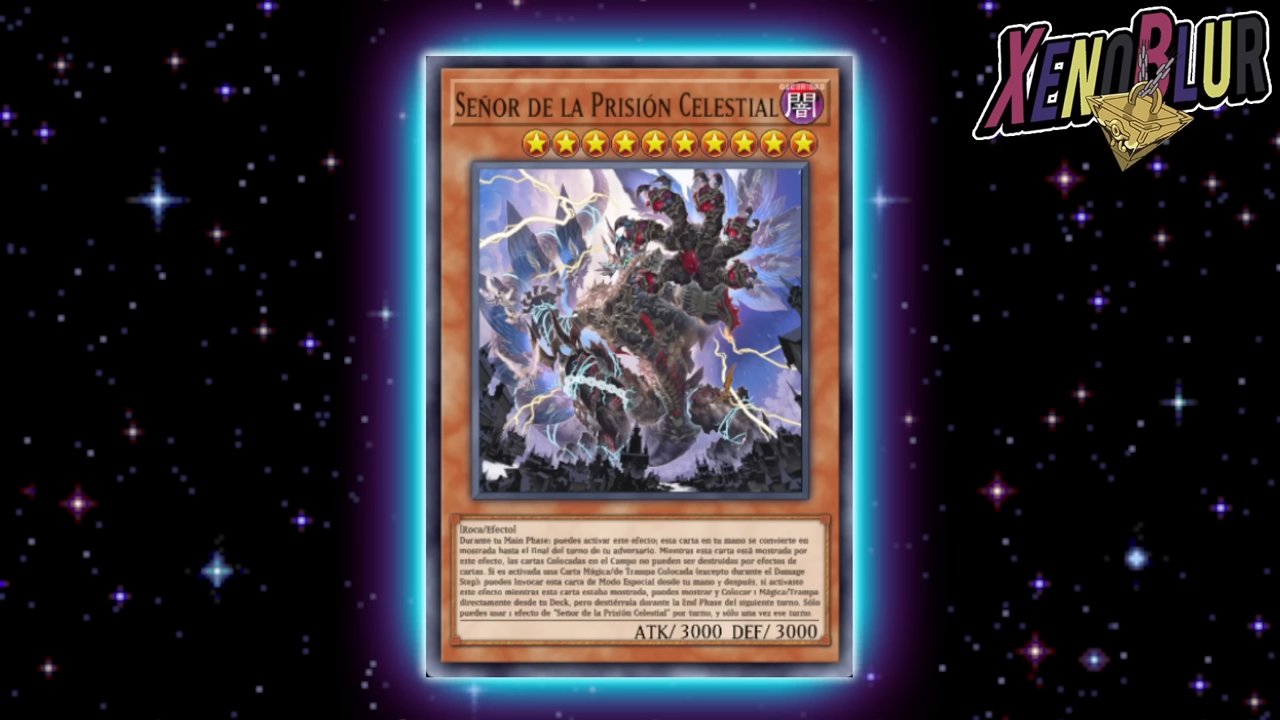 XENOBLUR
SEÑOR DE LA PRISIÓN CELESTIAL
OSCURIDAD
闇
[Roca/Efecto]
Durante tu Main Phase: puedes activar este efecto; esta carta en tu mano se convierte en
mostrada hasta el final del turno de tu adversario. Mientras esta carta está mostrada por
este efecto, las cartas Colocadas en el Campo no pueden ser destruidas por efectos de
cartas. Si es activada una Carta Mágica/de Trampa Colocada (excepto durante el Damage
Step): puedes Invocar esta carta de Modo Especial desde tu mano y después, si activaste
este efecto mientras esta carta estaba mostrada, puedes mostrar y Colocar 1 Mágica/Trampa
directamente desde tu Deck, pero destiérrala durante la End Phase del siguiente turno. Sólo
puedes usar 1 efecto de "Señor de la Prisión Celestial" por turno, y sólo una vez ese turno.
ATK/ 3000 DEF/ 3000